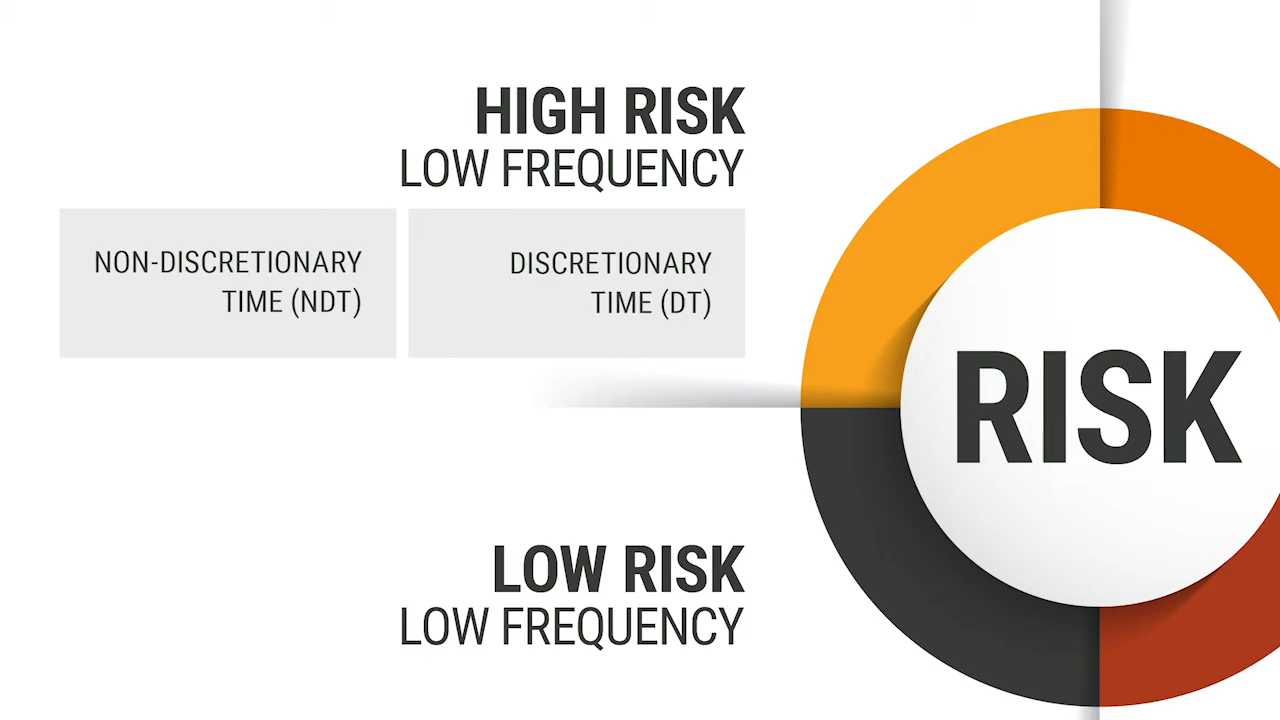 HIGH RISK
LOW FREQUENCY
NON-DISCRETIONARY
TIME (NDT)
DISCRETIONARY
TIME (DT)
RISK
LOW RISK
LOW FREQUENCY